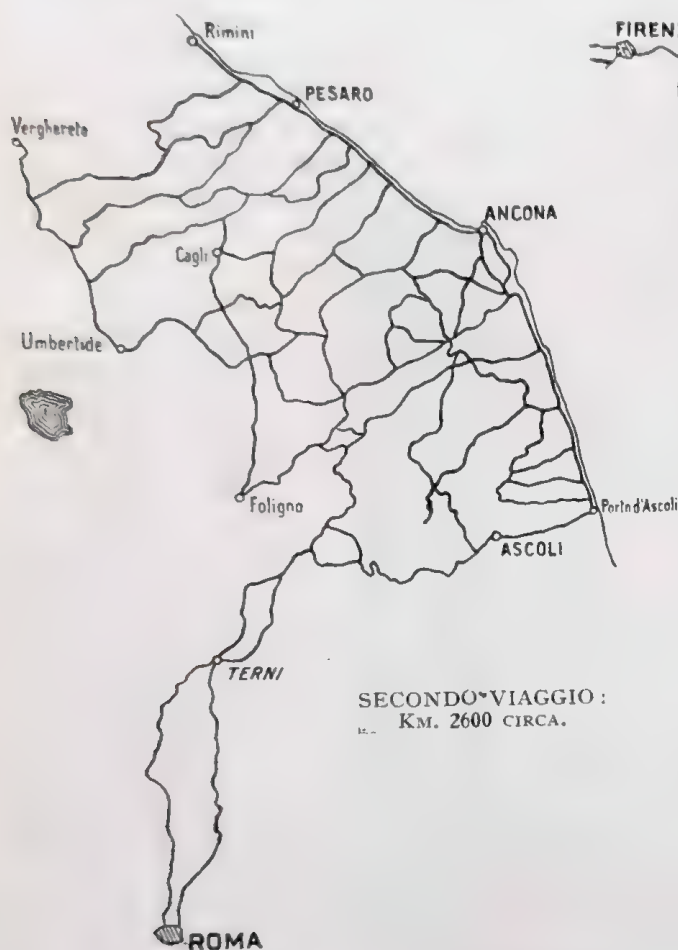 Rimini
FIREN
PESARO
Verghereto
ANCONA
Cagli
Umbertide
Foligno
Porto d'Ascoli
ASCOLI
TERNI
SECONDO VIAGGIO :
KM. 2600 CIRCA.
ROMA